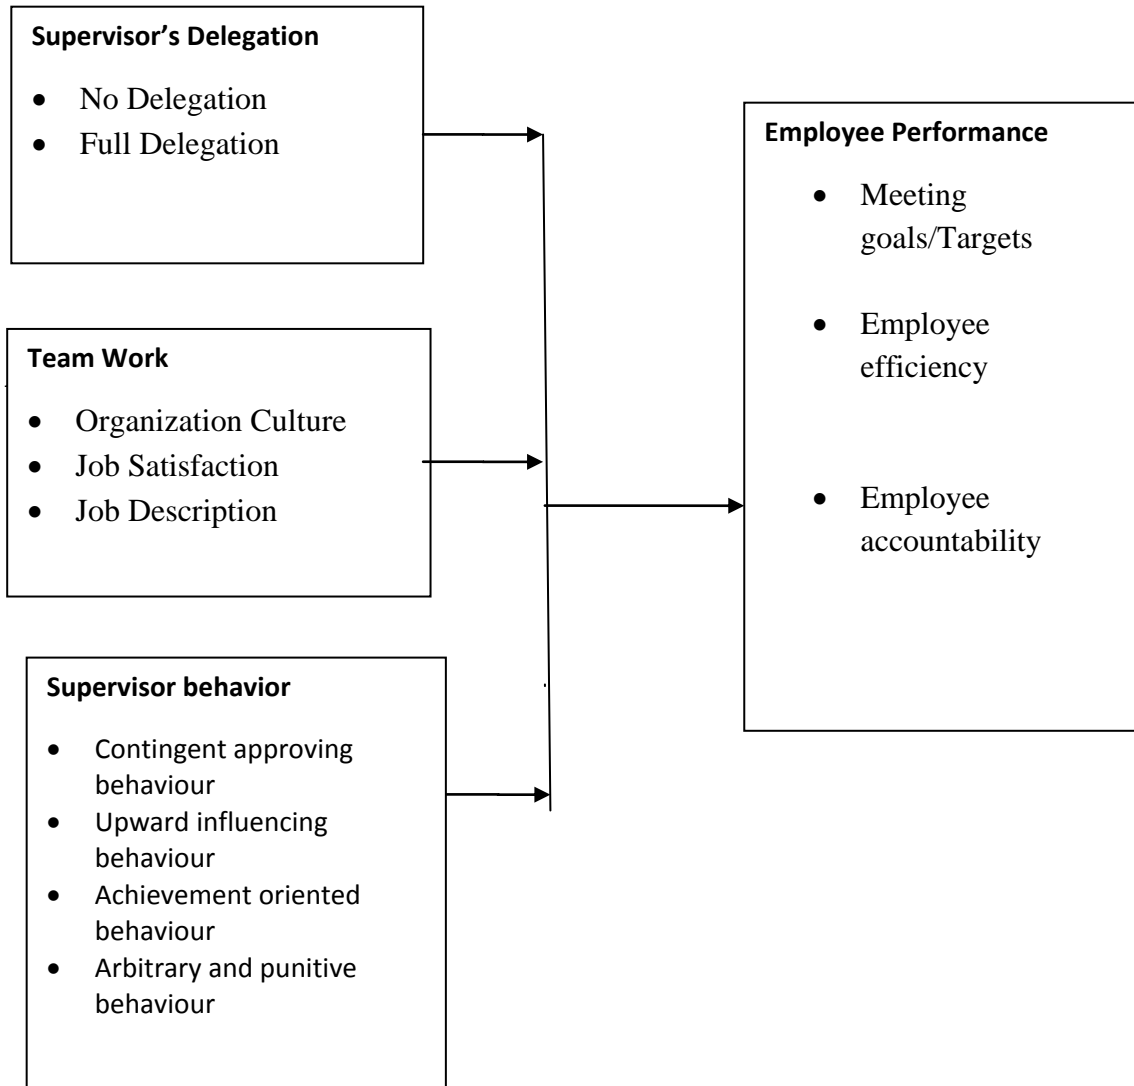 Supervisor’s Delegation
• No Delegation
• Full Delegation
Team Work
• Organization Culture
• Job Satisfaction
• Job Description
Supervisor behavior
• Contingent approving
behaviour
• Upward influencing
behaviour
• Achievement oriented
behaviour
• Arbitrary and punitive
behaviour
Employee Performance
• Meeting
goals/Targets
• Employee
efficiency
• Employee
accountability